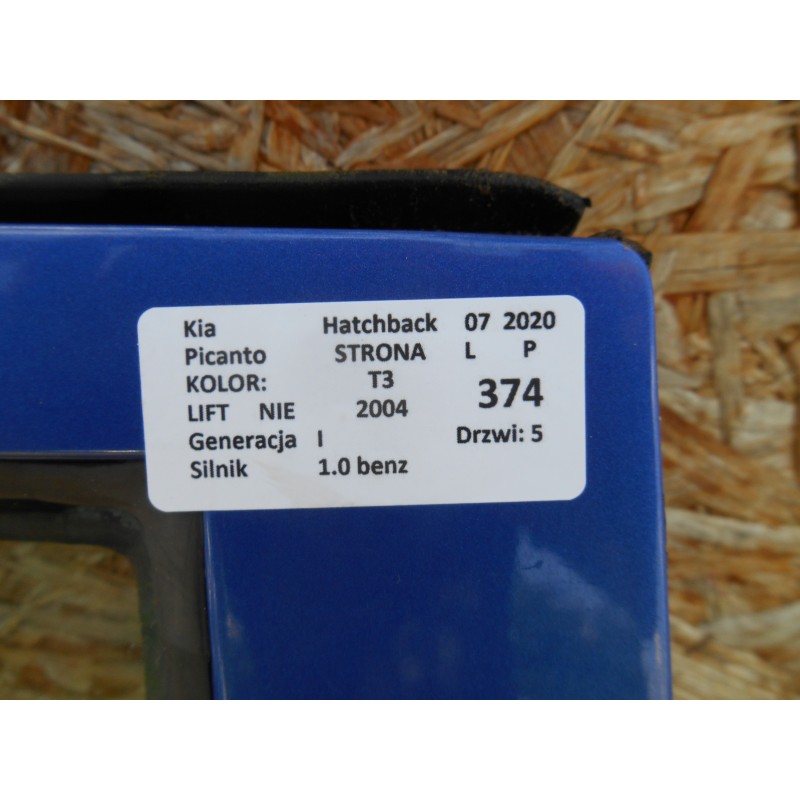 Kia Hatchback 07 2020
Picanto STRONA L P
KOLOR: T3 374
LIFT NIE 2004
Generacja I Drzwi: 5
Silnik 1.0 benz